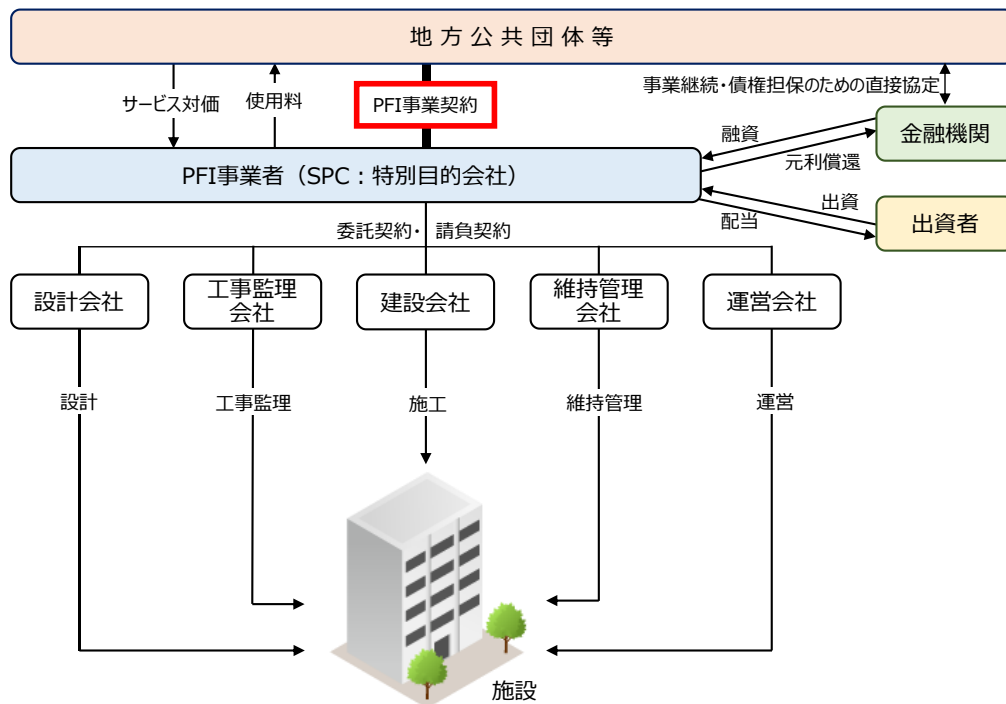 地方公共団体等
サービス対価
使用料
PFI事業契約
事業継続・債権担保のための直接協定
融資
金融機関
元利償還
PFI事業者（SPC：特別目的会社）
出資
配当
出資者
委託契約・ 請負契約
設計会社
工事監理
会社
建設会社
維持管理
会社
運営会社
設計
工事監理
施工
維持管理
運営
施設